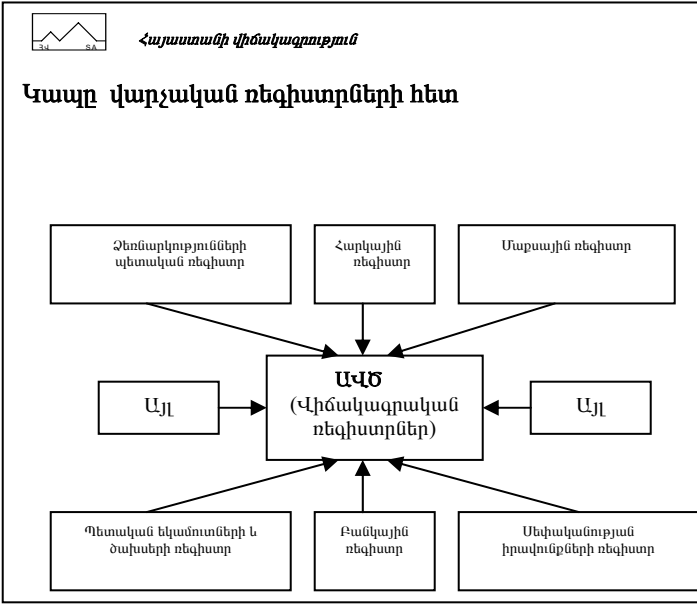 ՅՎ SA
Հայաստանի վիճակագրություն
Կապը վարչական ռեգիստրների հետ
Ձեռնարկությունների
պետական ռեգիստր
Հարկային
ռեգիստր
Մաքսային ռեգիստր
ԱՎԾ
(Վիճակագրական
ռեգիստրներ)
Այլ
Այլ
Պետական եկամուտների և
ծախսերի ռեգիստր
Բանկային
ռեգիստր
Սեփականության
իրավունքների ռեգիստր